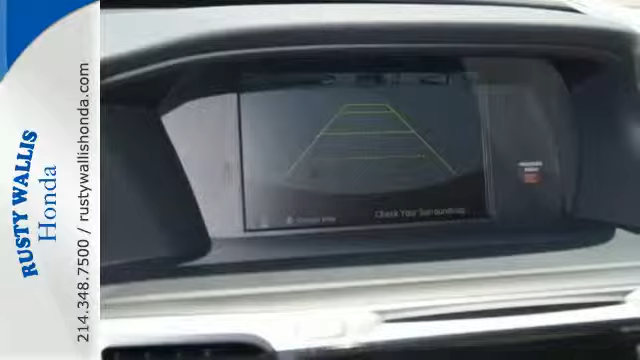 RUSTY WALLIS
Honda
214.348.7500 / rustywallishonda.com
Check Your Surroundings